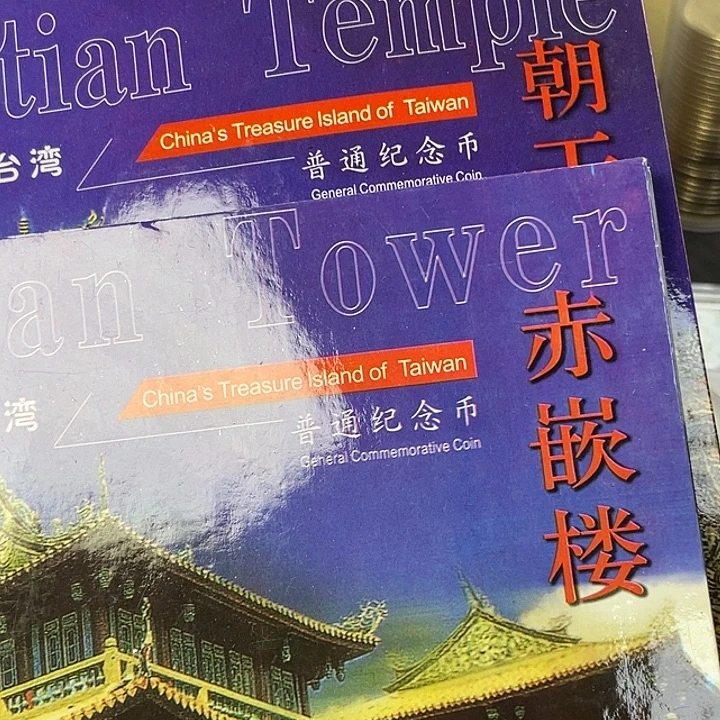 tian Temple
朝天
China's Treasure Island of Taiwan
台湾
普通纪念币
General Commemorative Coin
an Tower
赤嵌楼
China's Treasure Island of Taiwan
湾
普通纪念币
General Commemorative Coin